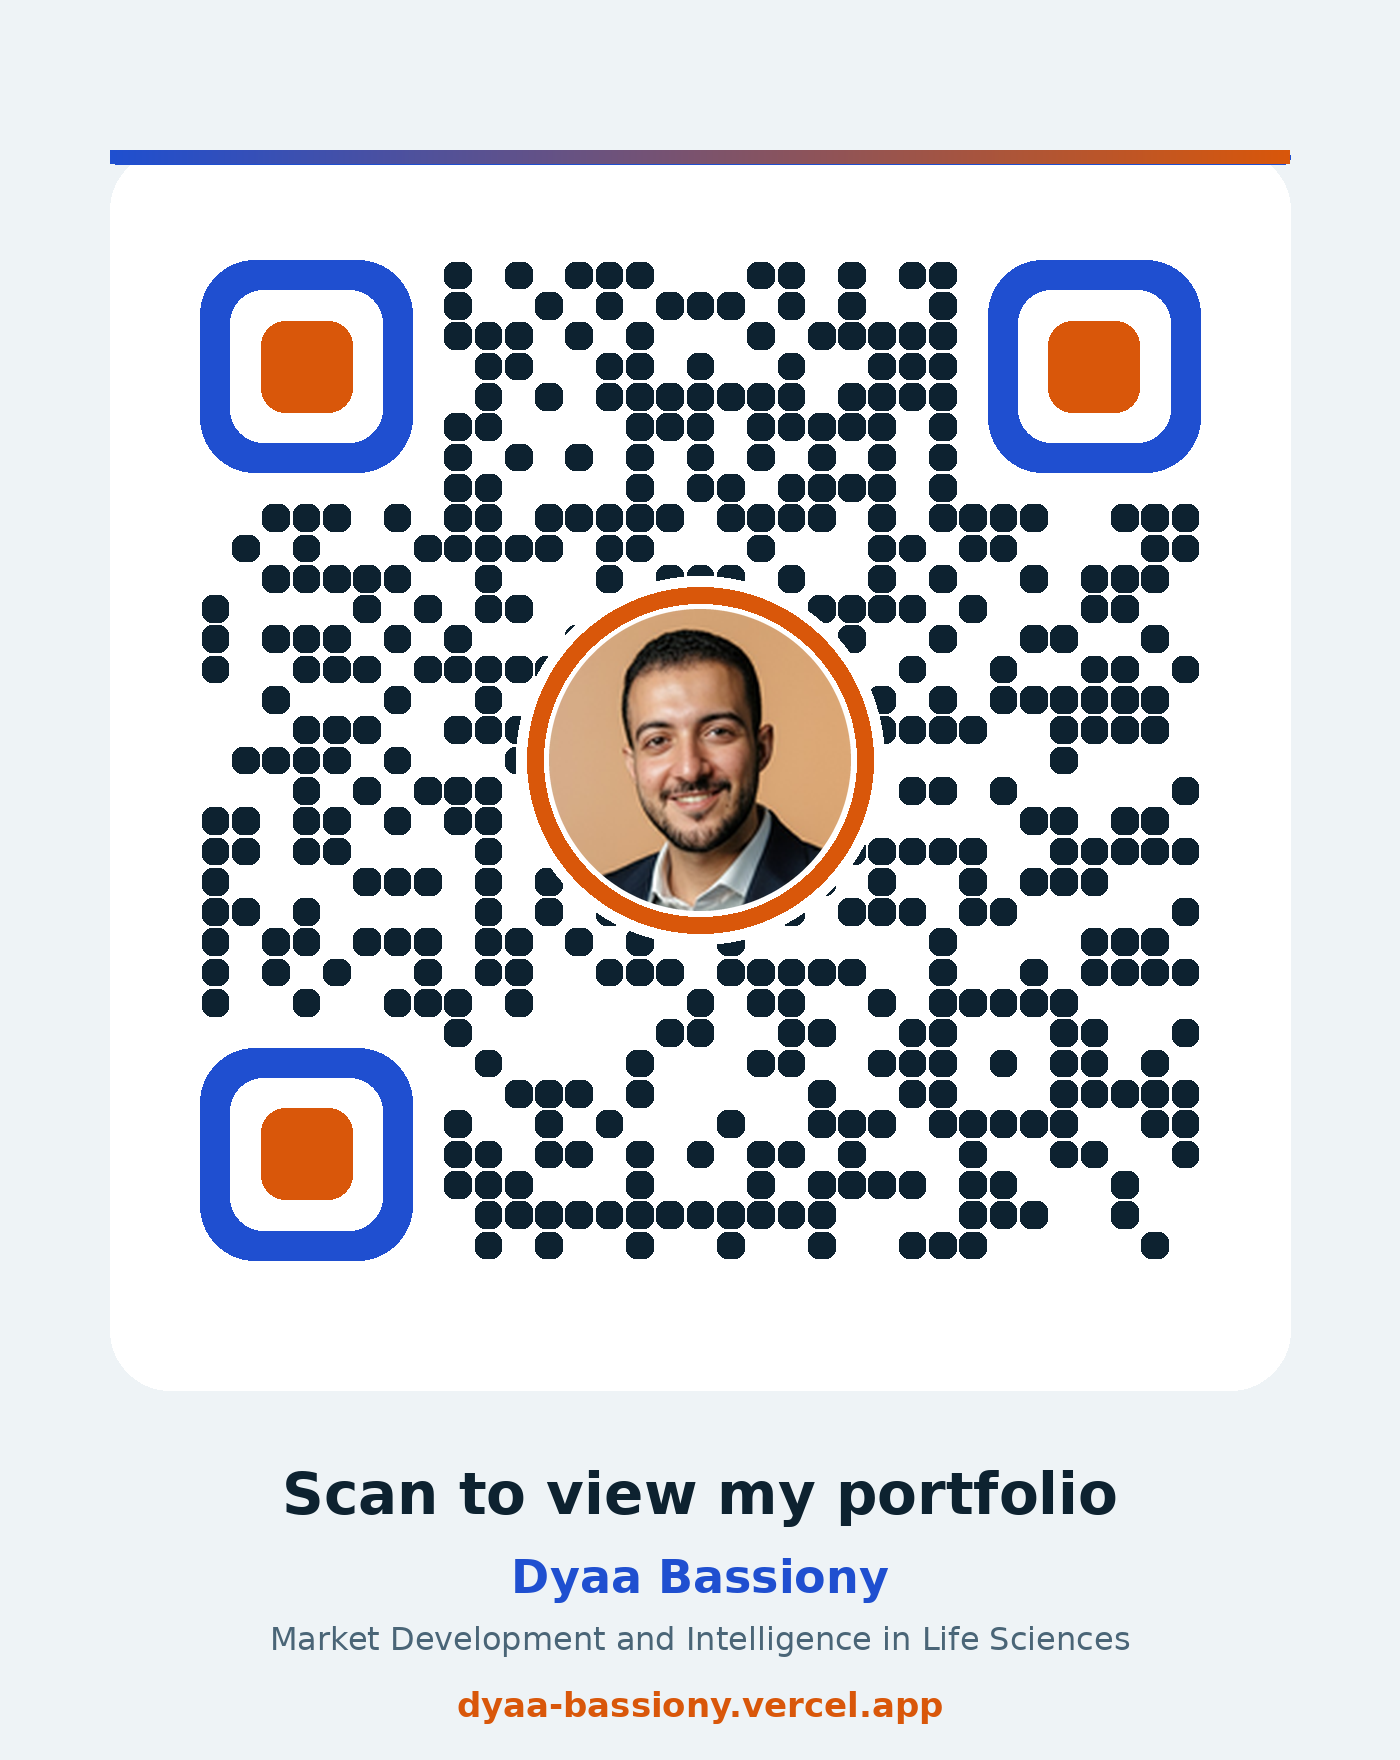 Scan to view my portfolio
Dyaa Bassiony
Market Development and Intelligence in Life Sciences
dyaa-bassiony.vercel.app